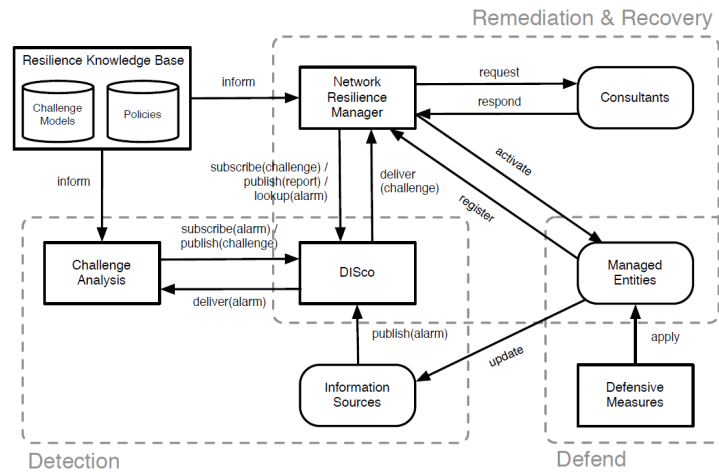 Remediation & Recovery
Resilience Knowledge Base
Challenge
Models
Policies
inform
Network
Resilience
Manager
request
respond
Consultants
inform
subscribe(challenge) /
publish(report) /
lookup(alarm)
deliver
(challenge)
activate
register
Challenge
Analysis
subscribe(alarm) /
publish(challenge)
deliver(alarm)
DISco
Managed
Entities
publish(alarm)
update
apply
Information
Sources
Defensive
Measures
Detection
Defend